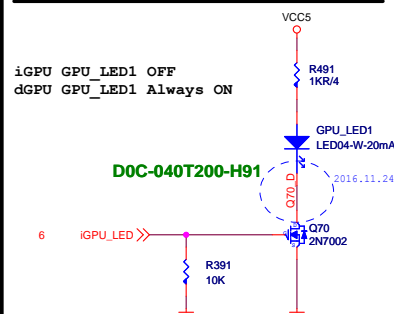 VCC5
iGPU GPU_LED1 OFF
dGPU GPU_LED1 Always ON
R491
1KR/4
GPU_LED1
LED04-W-20mA
D0C-040T200-H91
2016.11.24
Q70_D
6 iGPU_LED
Q70
2N7002
R391
10K